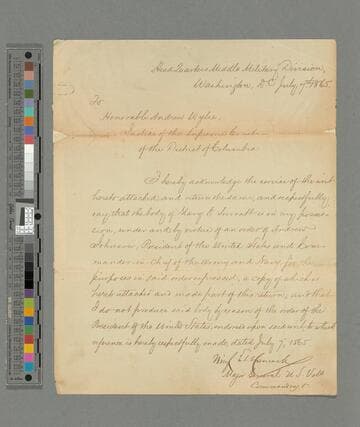 Head Quarters Middle Military Division,
Washington, D.C. July 7th 1865.
To
Honorable Andrew Wylie,
Justice of the Supreme Court
of the District of Columbia
I hereby acknowledge the service of the writ
hereto attached and return the same, and respectfully
say that the body of Mary E. Surratt is in my posses-
sion, under and by virtue of an order of Andrew
Johnson, President of the United States and Com-
mander in Chief of the Army and Navy, for the
purposes in said order expressed, a copy of which is
hereto attached and made part of this return; and that
I do not produce said body by reason of the order of the
President of the United States, endorsed upon said writ, to which
reference is hereby respectfully made, dated July 7, 1865
Winf'd S. Hancock
Major General U.S. Vols
Commanding